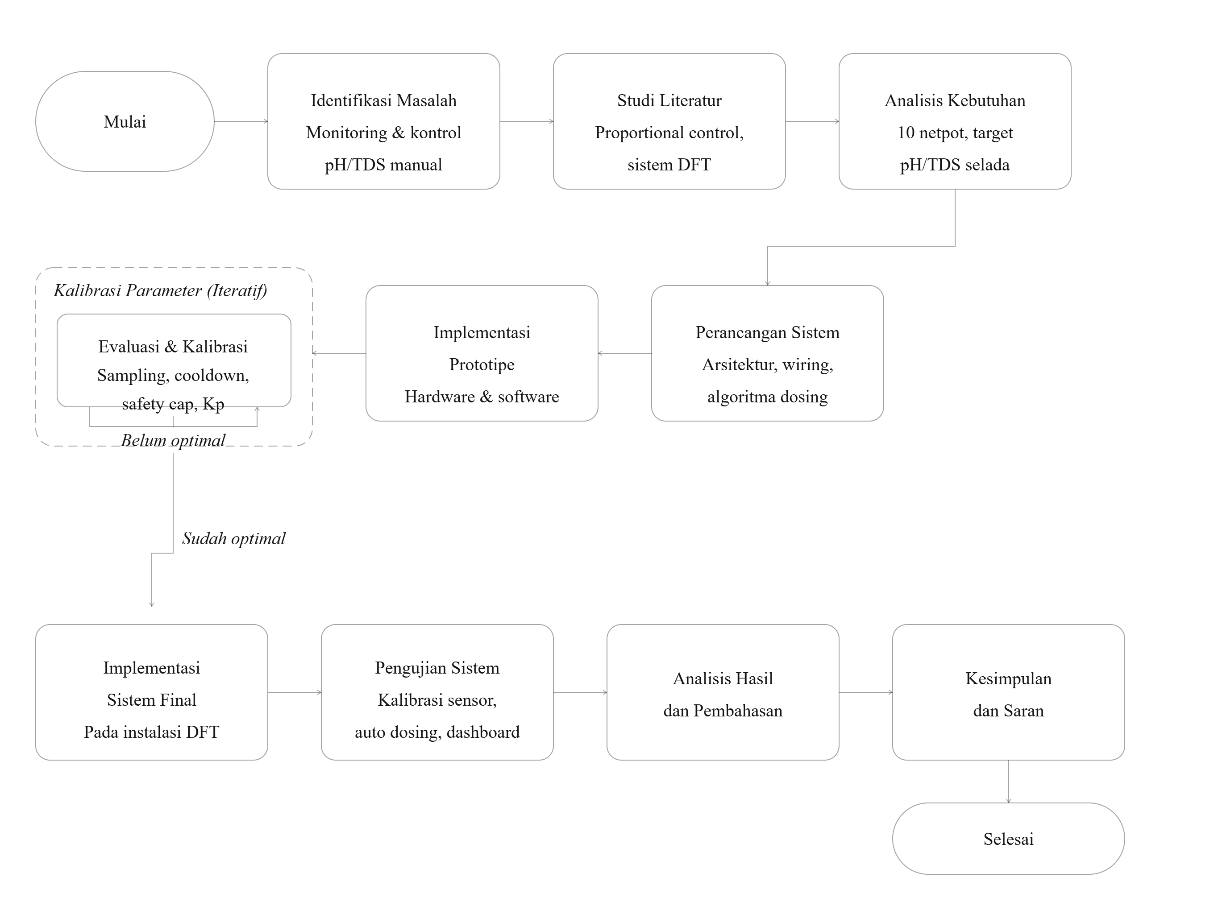 Mulai
Identifikasi Masalah
Monitoring & kontrol
pH/TDS manual
Studi Literatur
Proportional control,
sistem DFT
Analisis Kebutuhan
10 netpot, target
pH/TDS selada
Perancangan Sistem
Arsitektur, wiring,
algoritma dosing
Implementasi
Prototipe
Hardware & software
Kalibrasi Parameter (Iteratif)
Evaluasi & Kalibrasi
Sampling, cooldown,
safety cap, Kp
Belum optimal
Sudah optimal
Implementasi
Sistem Final
Pada instalasi DFT
Pengujian Sistem
Kalibrasi sensor,
auto dosing, dashboard
Analisis Hasil
dan Pembahasan
Kesimpulan
dan Saran
Selesai